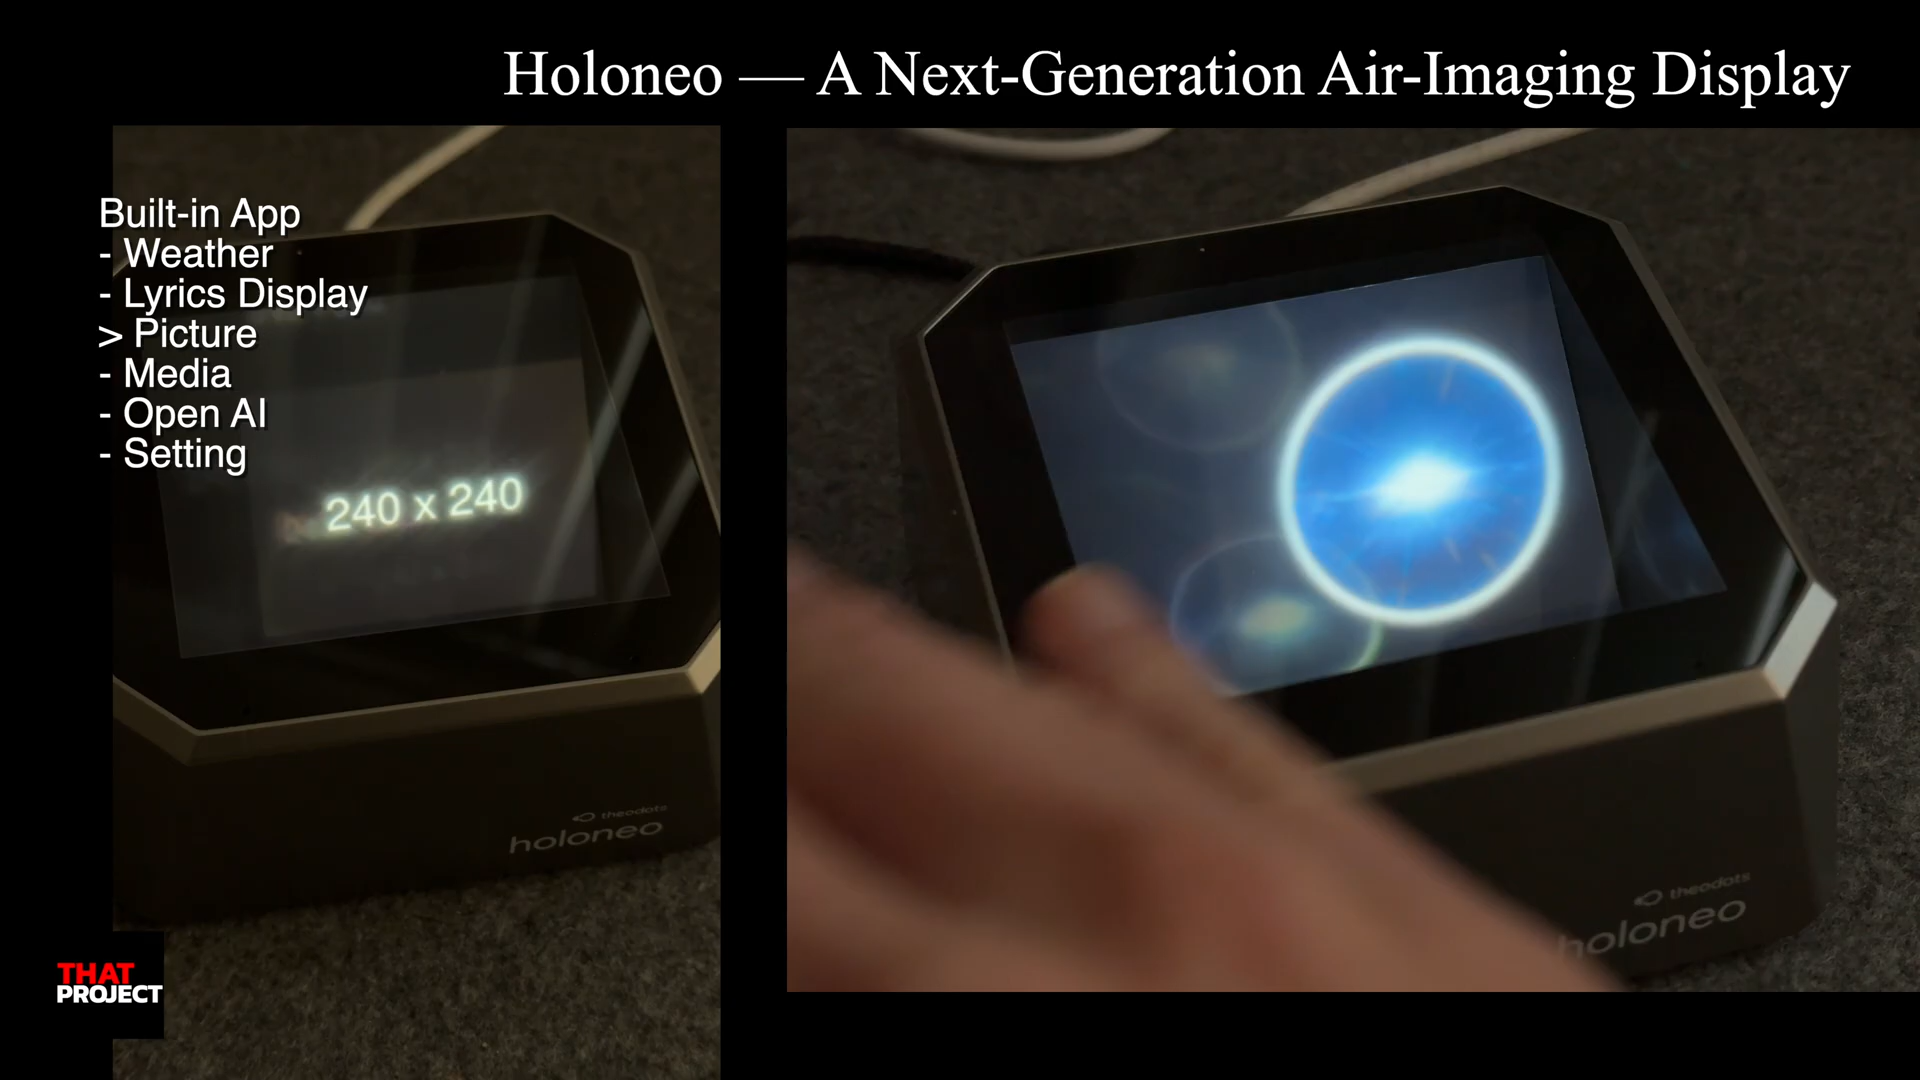 Holoneo — A Next-Generation Air-Imaging Display
Built-in App
- Weather
- Lyrics Display
> Picture
- Media
- Open AI
- Setting
240 x 240
theodots
holoneo
theodots
holoneo
THAT
PROJECT